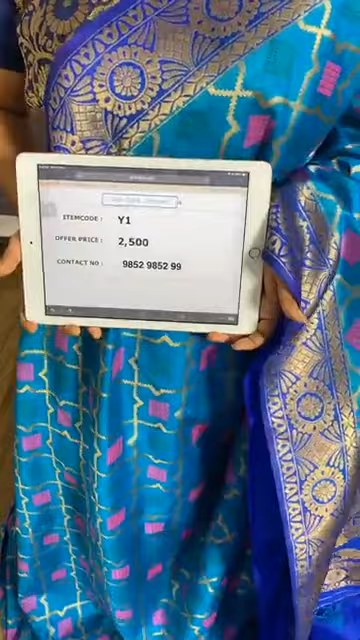 ITEMCODE : Y1
OFFER PRICE : 2,500
CONTACT NO : 9852 9852 99